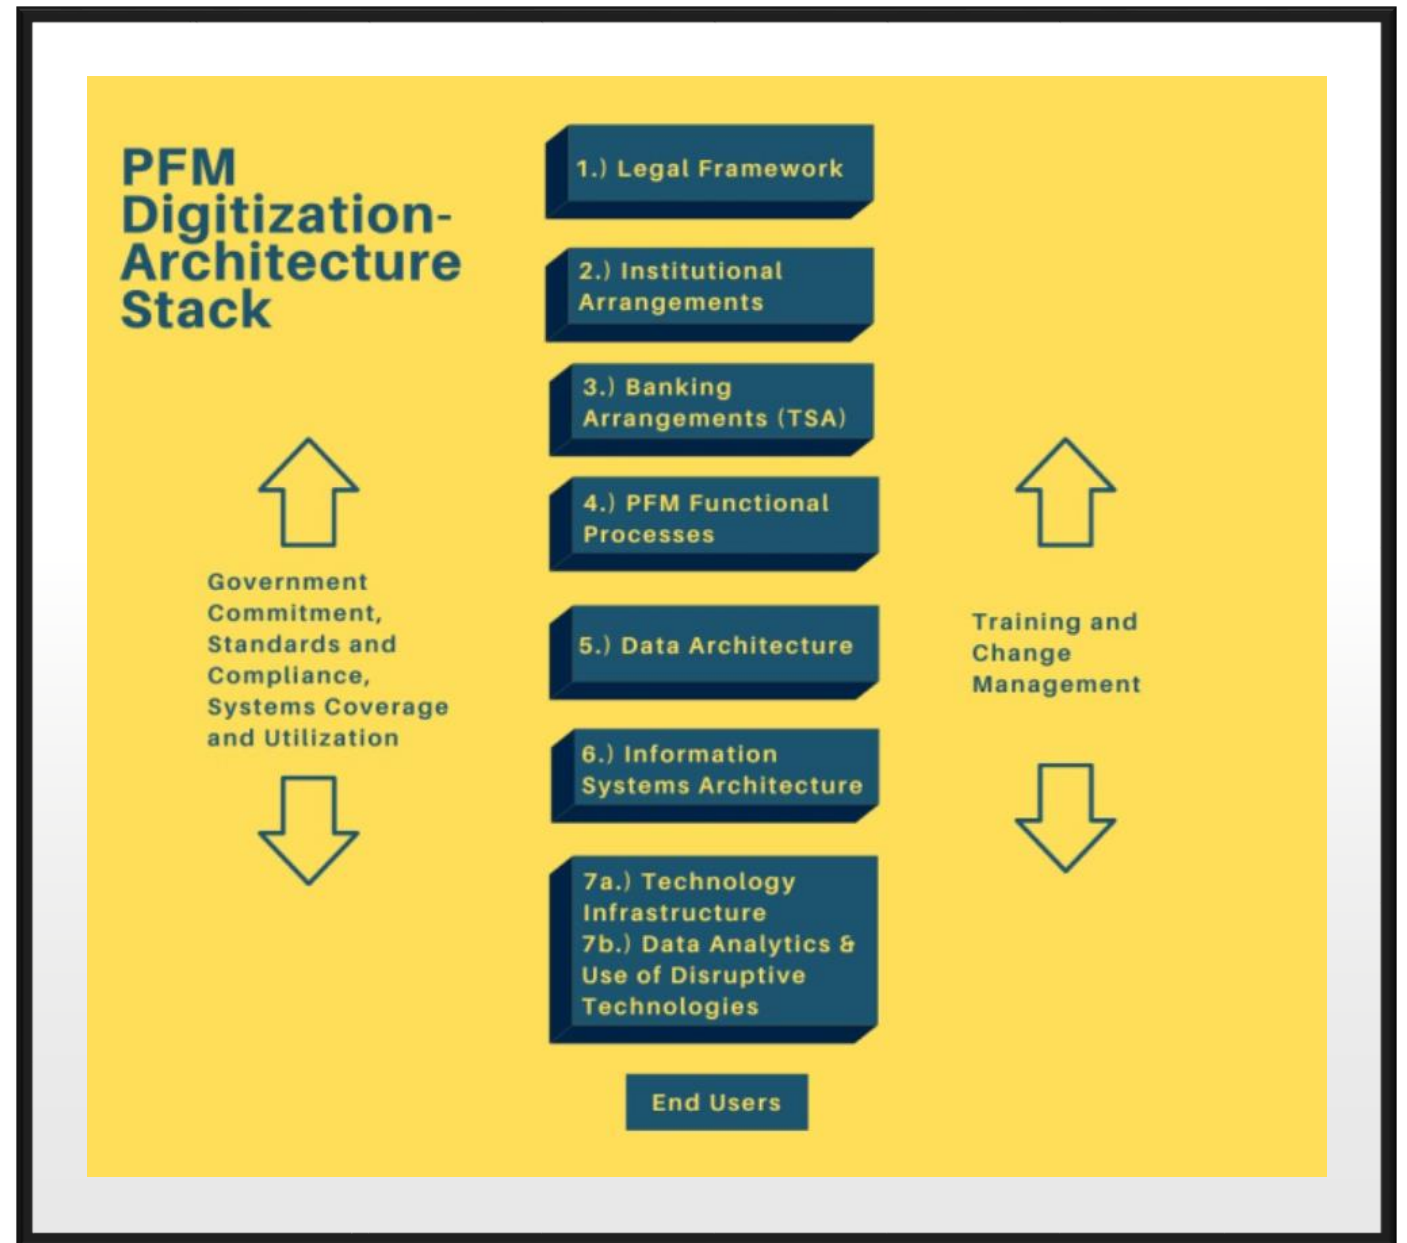 PFM
Digitization-
Architecture
Stack
1.) Legal Framework
2.) Institutional
Arrangements
3.) Banking
Arrangements (TSA)
4.) PFM Functional
Processes
5.) Data Architecture
6.) Information
Systems Architecture
7a.) Technology
Infrastructure
7b.) Data Analytics &
Use of Disruptive
Technologies
End Users
Government
Commitment,
Standards and
Compliance,
Systems Coverage
and Utilization
Training and
Change
Management